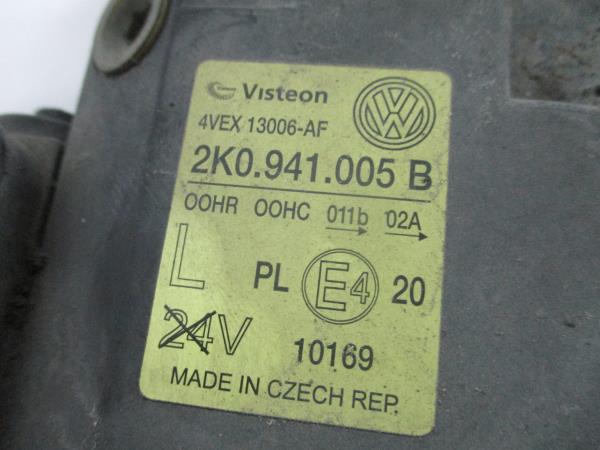 Visteon
4VEX 13006-AF
2K0.941.005 B
OOHR OOHC 011b 02A
L PL E4 20
24V 10169
MADE IN CZECH REP.